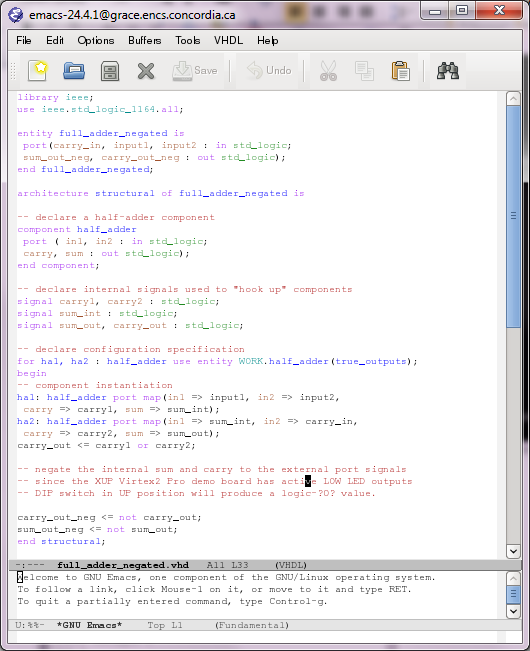 emacs-24.4.1@grace.encs.concordia.ca
File Edit Options Buffers Tools VHDL Help
Save Undo
library ieee;
use ieee.std_logic_1164.all;
entity full_adder_negated is
port(carry_in, input1, input2 : in std_logic;
sum_out_neg, carry_out_neg : out std_logic);
end full_adder_negated;
architecture structural of full_adder_negated is
-- declare a half-adder component
component half_adder
port ( in1, in2 : in std_logic;
carry, sum : out std_logic);
end component;
-- declare internal signals used to "hook up" components
signal carry1, carry2 : std_logic;
signal sum_int : std_logic;
signal sum_out, carry_out : std_logic;
-- declare configuration specification
for ha1, ha2 : half_adder use entity WORK.half_adder(true_outputs);
begin
-- component instantiation
ha1: half_adder port map(in1 => input1, in2 => input2,
carry => carry1, sum => sum_int);
ha2: half_adder port map(in1 => sum_int, in2 => carry_in,
carry => carry2, sum => sum_out);
carry_out <= carry1 or carry2;
-- negate the internal sum and carry to the external port signals
-- since the XUP Virtex2 Pro demo board has active LOW LED outputs
-- DIP switch in UP position will produce a logic-?0? value.
carry_out_neg <= not carry_out;
sum_out_neg <= not sum_out;
end structural;
-:--- full_adder_negated.vhd All L33 (VHDL)
Welcome to GNU Emacs, one component of the GNU/Linux operating system.
To follow a link, click Mouse-1 on it, or move to it and type RET.
To quit a partially entered command, type Control-g.
U:%%- *GNU Emacs* Top L1 (Fundamental)